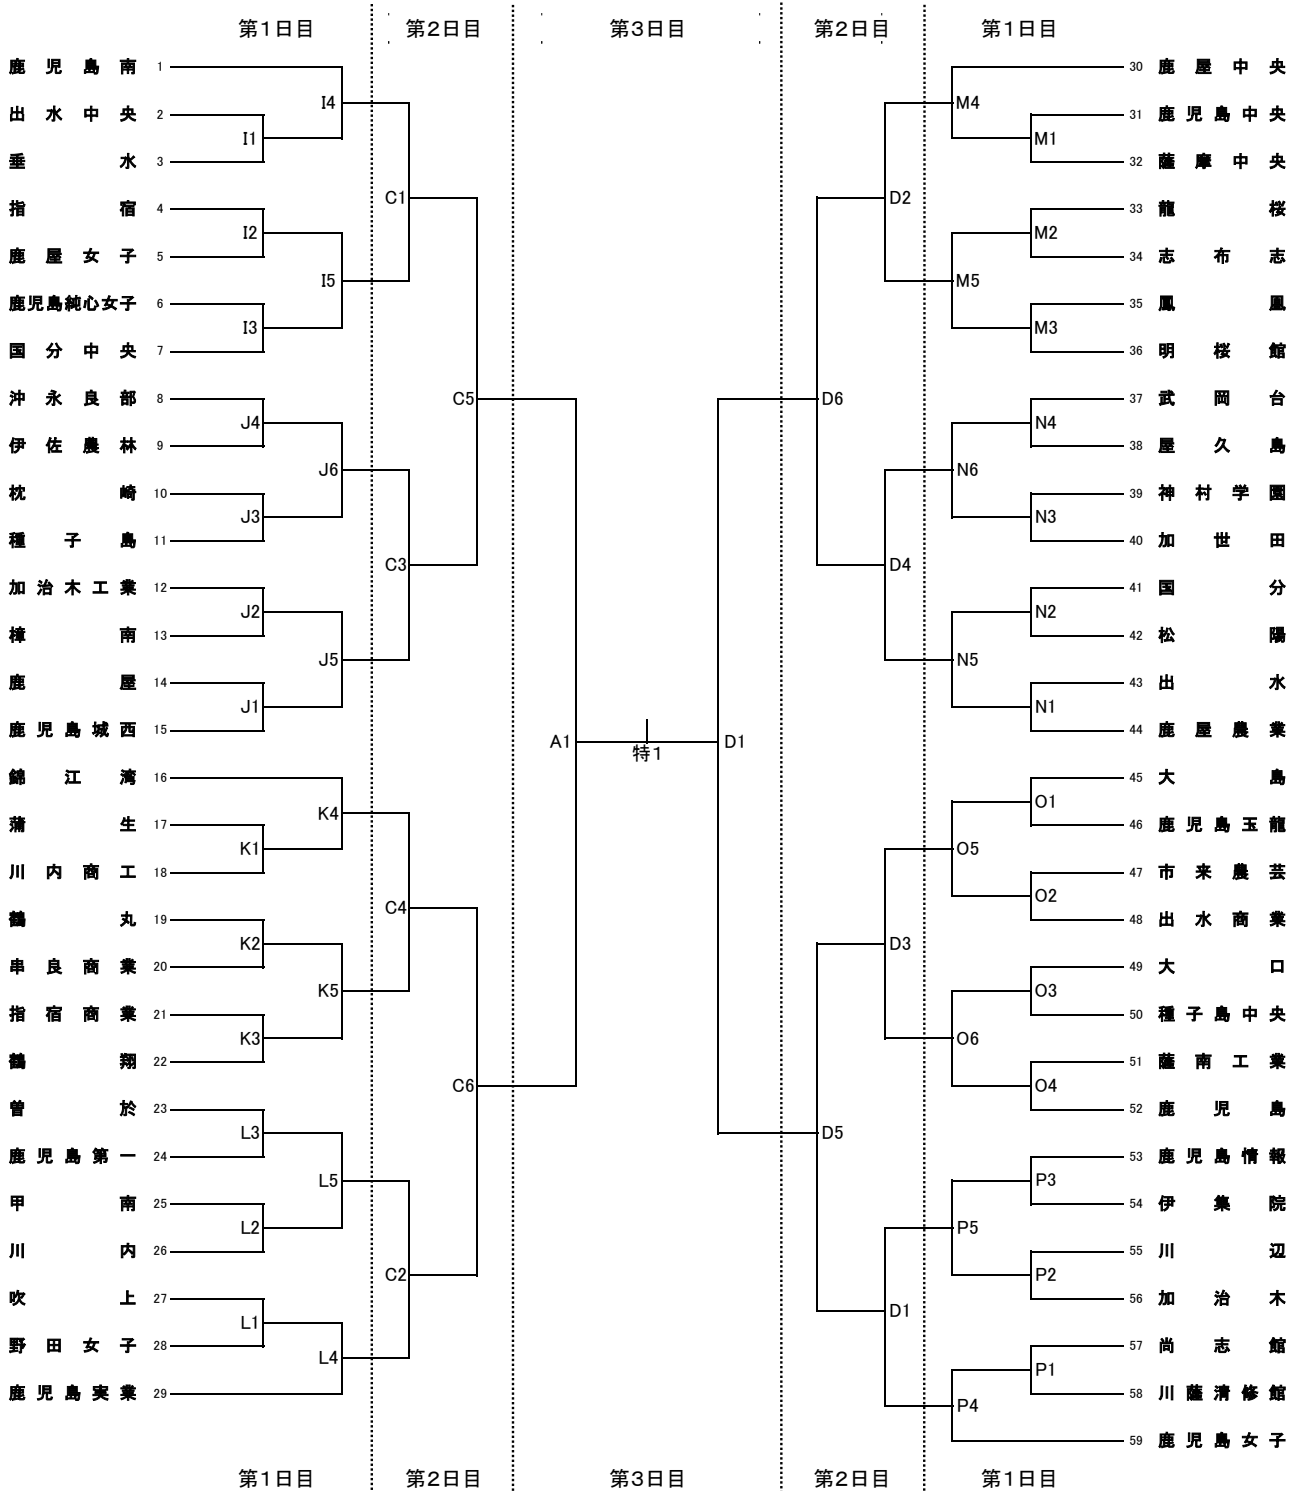 第１日目 第２日目 第３日目 第２日目 第１日目
鹿児島南 1 30 鹿屋中央
I4 M4
出水中央 2 31 鹿児島中央
I1 M1
垂水 3 32 薩摩中央
C1 D2
指宿 4 33 龍桜
I2 M2
鹿屋女子 5 34 志布志
I5 M5
鹿児島純心女子 6 35 鳳凰
I3 M3
国分中央 7 36 明桜館
沖永良部 8 C5 D6 37 武岡台
J4 N4
伊佐農林 9 38 屋久島
J6 N6
枕崎 10 39 神村学園
J3 N3
種子島 11 40 加世田
C3 D4
加治木工業 12 41 国分
J2 N2
樟南 13 42 松陽
J5 N5
鹿屋 14 43 出水
J1 N1
鹿児島城西 15 44 鹿屋農業
A1 特１ D1
錦江湾 16 45 大島
K4 O1
蒲生 17 46 鹿児島玉龍
K1 O5
川内商工 18 47 市来農芸
C4 O2
鶴丸 19 48 出水商業
K2 D3
串良商業 20 49 大口
K5 O3
指宿商業 21 50 種子島中央
K3 O6
鶴翔 22 51 薩南工業
C6 O4
曽於 23 52 鹿児島
L3 D5
鹿児島第一 24 53 鹿児島情報
L5 P3
甲南 25 54 伊集院
L2 P5
川内 26 55 川辺
C2 P2
吹上 27 56 加治木
L1 D1
野田女子 28 57 尚志館
L4 P1
鹿児島実業 29 58 川薩清修館
P4
59 鹿児島女子
第１日目 第２日目 第３日目 第２日目 第１日目